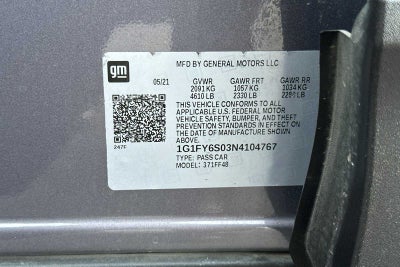 gm
MFD BY GENERAL MOTORS LLC
05/21 GVWR GAWR FRT GAWR RR
2091 KG 1057 KG 1034 KG
4610 LB 2330 LB LB
THIS VEHICLE CONFORMS TO ALL
APPLICABLE U.S. FEDERAL MOTOR
VEHICLE SAFETY, BUMPER, AND THEFT
PREVENTION STANDARDS IN EFFECT ON
THE DATE OF MANUFACTURE SHOWN
ABOVE.
247F
1G1FY6S03N4104767
TYPE: PASS CAR
MODEL: 1FF48